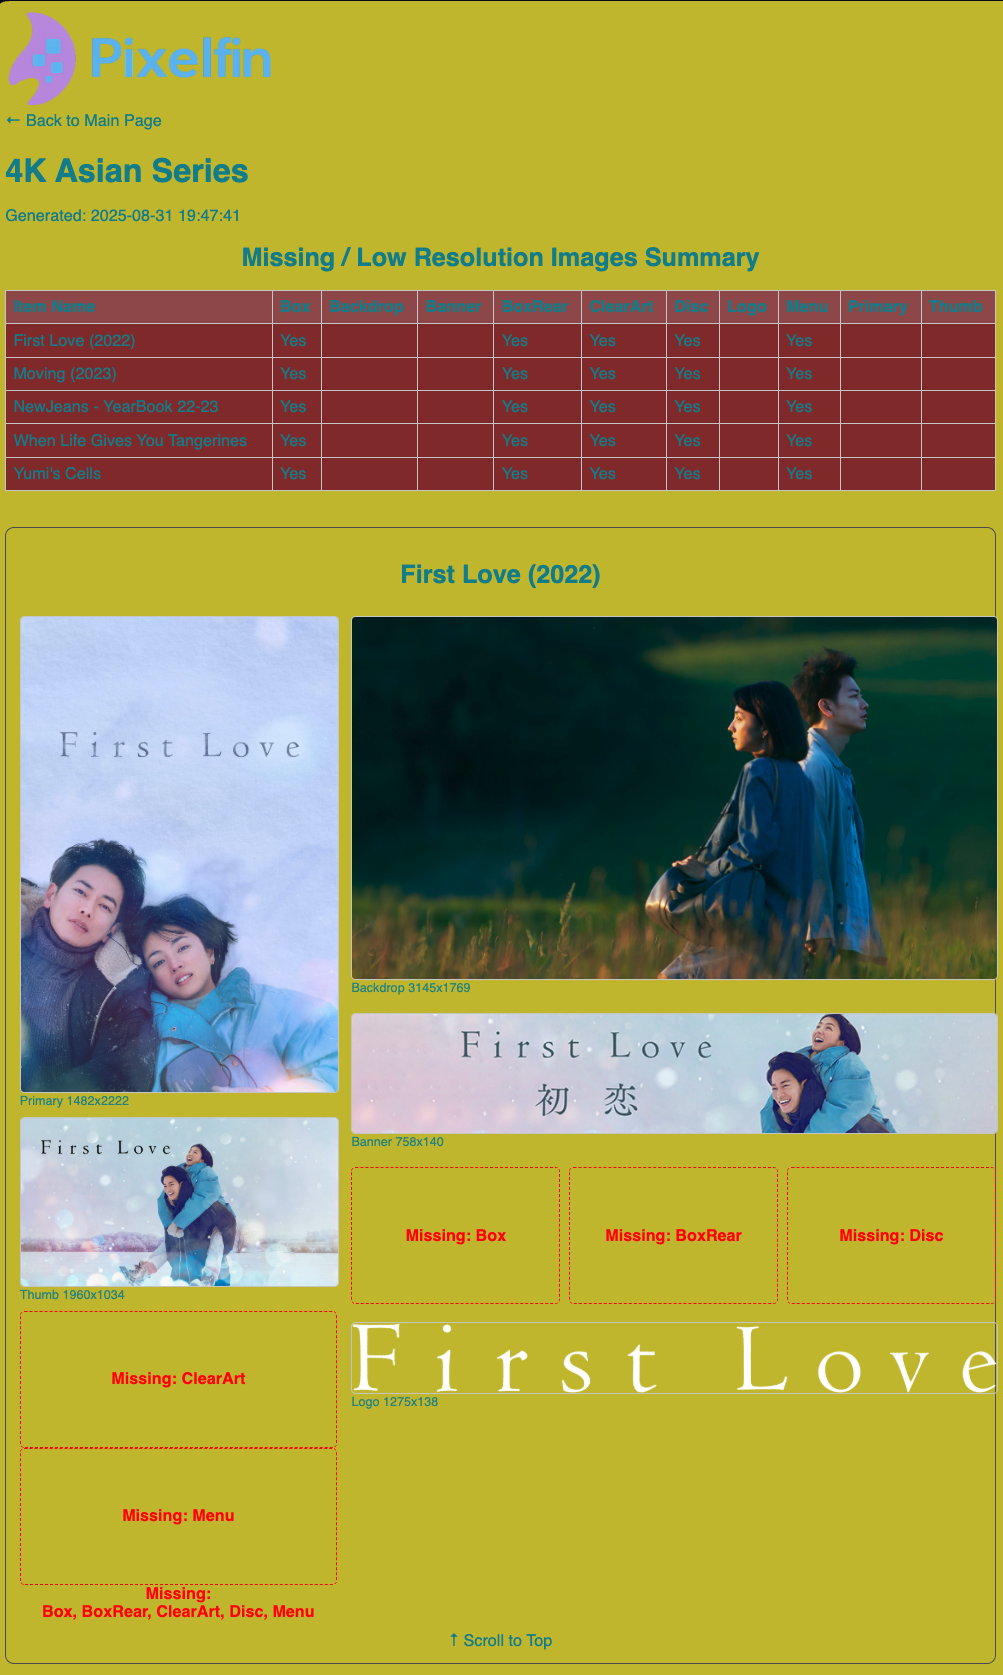 Pixelfin
← Back to Main Page
4K Asian Series
Generated: 2025-08-31 19:47:41
Missing / Low Resolution Images Summary
Item Name Box Backdrop Banner BoxRear ClearArt Disc Logo Menu Primary Thumb
First Love (2022) Yes Yes Yes Yes Yes
Moving (2023) Yes Yes Yes Yes Yes
NewJeans - YearBook 22-23 Yes Yes Yes Yes Yes
When Life Gives You Tangerines Yes Yes Yes Yes Yes
Yumi's Cells Yes Yes Yes Yes Yes
First Love (2022)
First Love
Primary 1482x2222
First Love
Thumb 1960x1034
Missing: ClearArt
Missing: Menu
Missing:
Box, BoxRear, ClearArt, Disc, Menu
Backdrop 3145x1769
First Love
初恋
Banner 758x140
Missing: Box
Missing: BoxRear
Missing: Disc
First Love
Logo 1275x138
↑ Scroll to Top